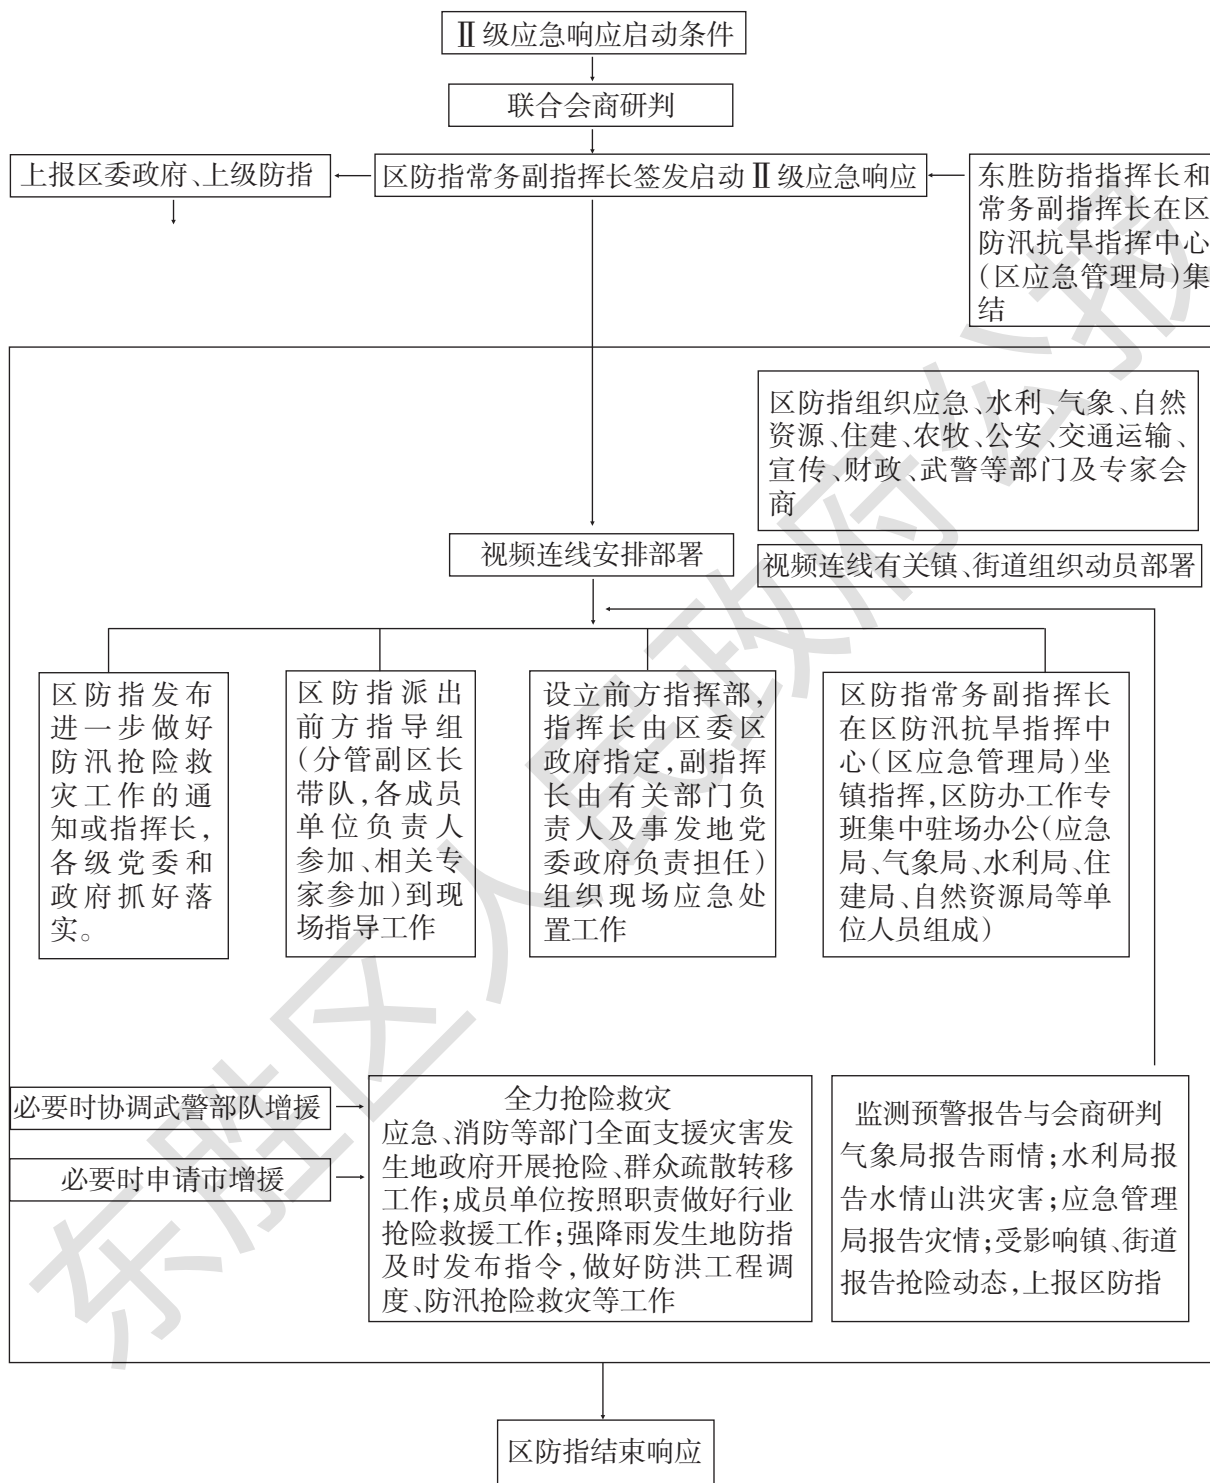 Ⅱ级应急响应启动条件
联合会商研判
上报区委政府、上级防指
区防指常务副指挥长签发启动Ⅱ级应急响应
东胜防指指挥长和
常务副指挥长在区
防汛抗旱指挥中心
(区应急管理局)集
结
区防指组织应急、水利、气象、自然
资源、住建、农牧、公安、交通运输、
宣传、财政、武警等部门及专家会
商
视频连线安排部署
视频连线有关镇、街道组织动员部署
区防指发布
进一步做好
防汛抢险救
灾工作的通
知或指挥长,
各级党委和
政府抓好落
实。
区防指派出
前方指导组
(分管副区长
带队,各成员
单位负责人
参加、相关专
家参加)到现
场指导工作
设立前方指挥部,
指挥长由区委区
政府指定,副指挥
长由有关部门负
责人及事发地党
委政府负责担任)
组织现场应急处
置工作
区防指常务副指挥长
在区防汛抗旱指挥中
心(区应急管理局)坐
镇指挥,区防办工作专
班集中驻场办公(应急
局、气象局、水利局、住
建局、自然资源局等单
位人员组成)
必要时协调武警部队增援
必要时申请市增援
全力抢险救灾
应急、消防等部门全面支援灾害发
生地政府开展抢险、群众疏散转移
工作;成员单位按照职责做好行业
抢险救援工作;强降雨发生地防指
及时发布指令,做好防洪工程调
度、防汛抢险救灾等工作
监测预警报告与会商研判
气象局报告雨情;水利局报
告水情山洪灾害;应急管理
局报告灾情;受影响镇、街道
报告抢险动态,上报区防指
区防指结束响应
东胜区人民政府公报